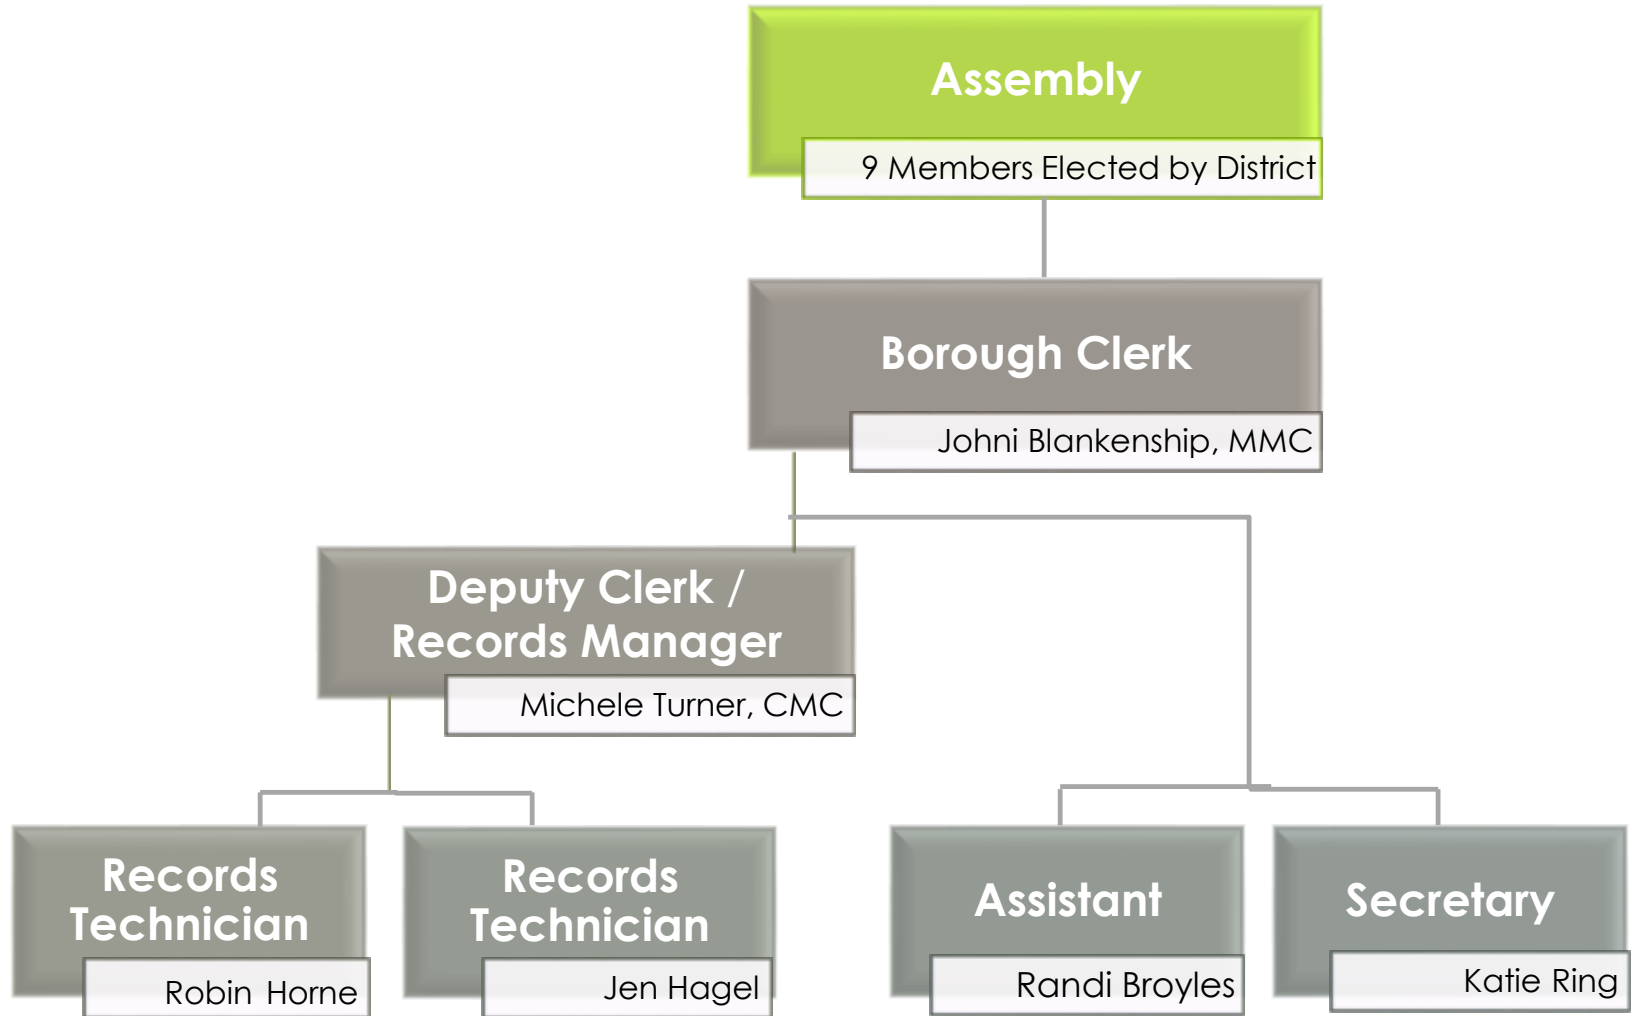 Assembly
9 Members Elected by District
Borough Clerk
Johni Blankenship, MMC
Deputy Clerk /
Records Manager
Michele Turner, CMC
Records
Technician
Robin Horne
Records
Technician
Jen Hagel
Assistant
Randi Broyles
Secretary
Katie Ring